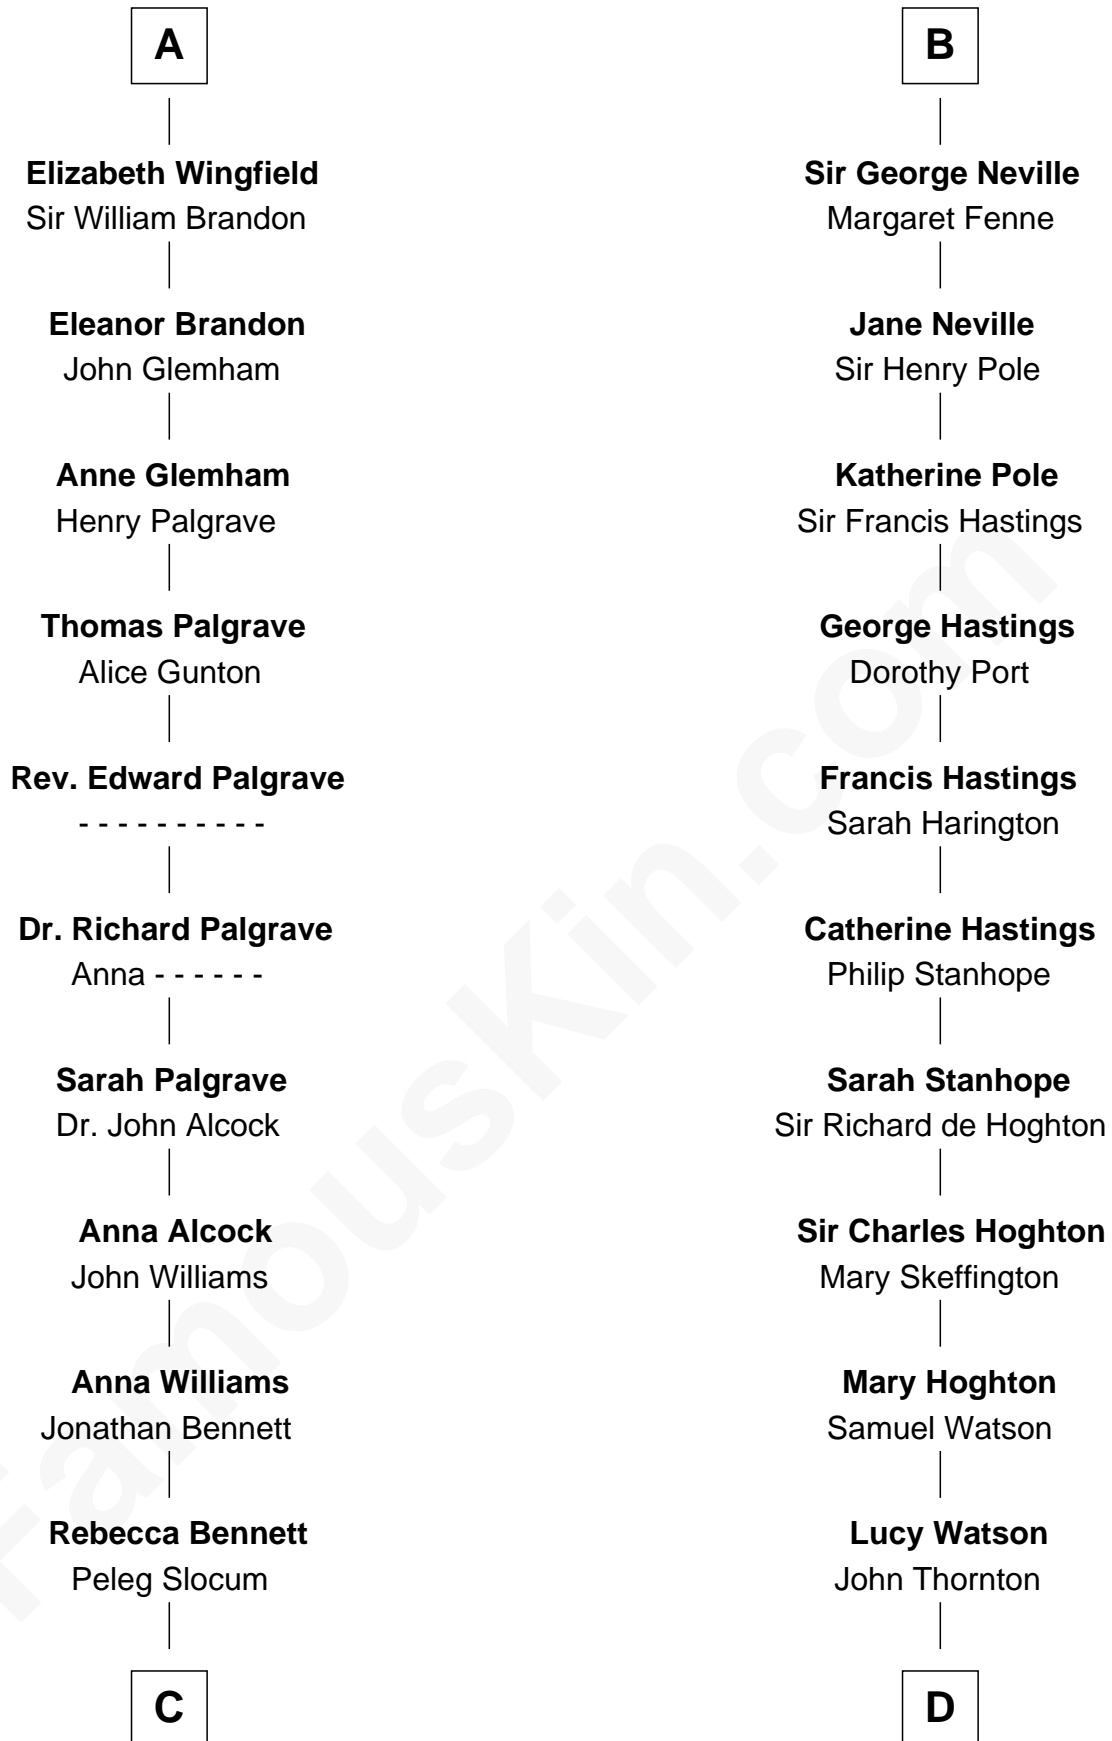 A
Elizabeth Wingfield
Sir William Brandon
Eleanor Brandon
John Glemham
Anne Glemham
Henry Palgrave
Thomas Palgrave
Alice Gunton
Rev. Edward Palgrave
- - - - - - - - - -
Dr. Richard Palgrave
Anna - - - - - -
Sarah Palgrave
Dr. John Alcock
Anna Alcock
John Williams
Anna Williams
Jonathan Bennett
Rebecca Bennett
Peleg Slocum
C
B
Sir George Neville
Margaret Fenne
Jane Neville
Sir Henry Pole
Katherine Pole
Sir Francis Hastings
George Hastings
Dorothy Port
Francis Hastings
Sarah Harington
Catherine Hastings
Philip Stanhope
Sarah Stanhope
Sir Richard de Hoghton
Sir Charles Hoghton
Mary Skeffington
Mary Hoghton
Samuel Watson
Lucy Watson
John Thornton
D
FamousKin.com